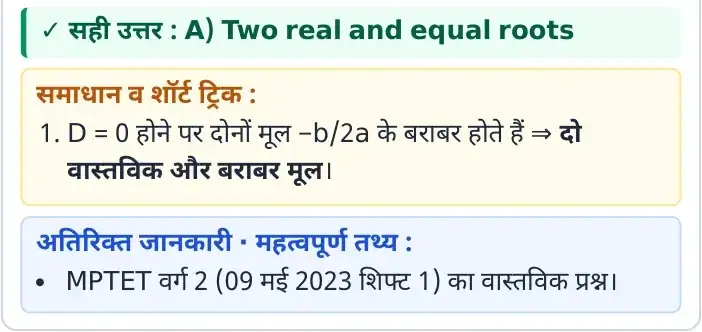 ✓ सही उत्तर : A) Two real and equal roots
समाधान व शॉर्ट ट्रिक :
1. D = 0 होने पर दोनों मूल −b/2a के बराबर होते हैं ⇒ दो
वास्तविक और बराबर मूल।
अतिरिक्त जानकारी · महत्वपूर्ण तथ्य :
• MPTET वर्ग 2 (09 मई 2023 शिफ्ट 1) का वास्तविक प्रश्न।